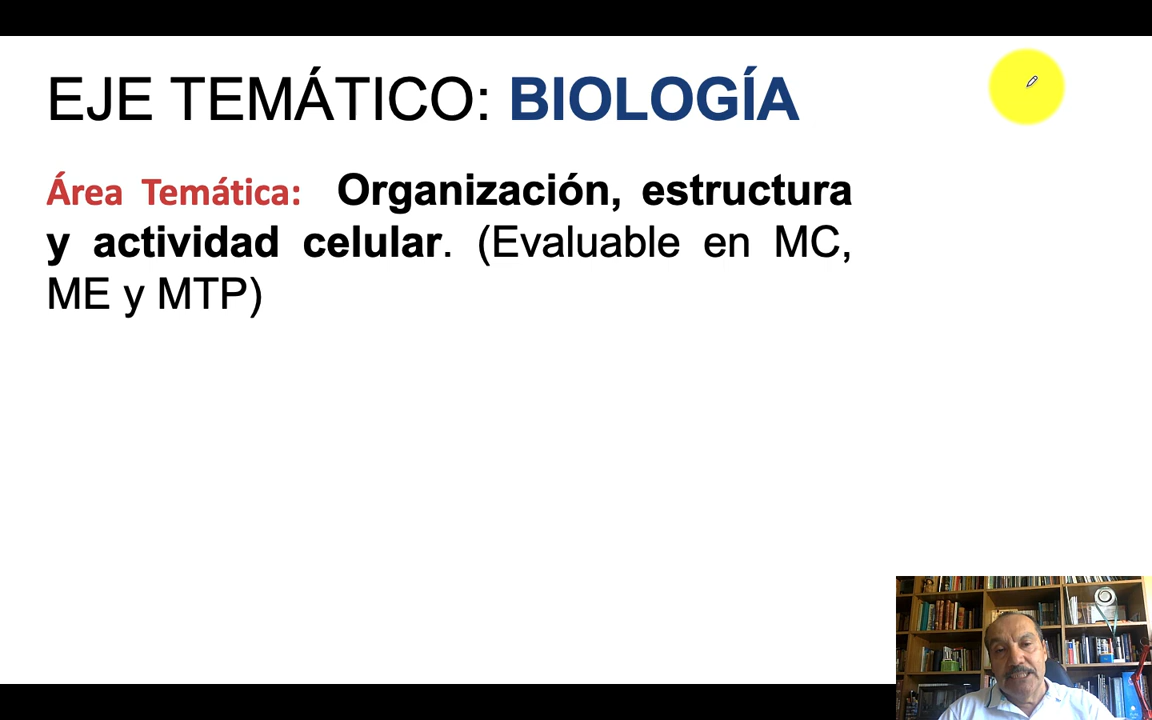 EJE TEMÁTICO: BIOLOGÍA
Área Temática: Organización, estructura
y actividad celular. (Evaluable en MC,
ME y MTP)